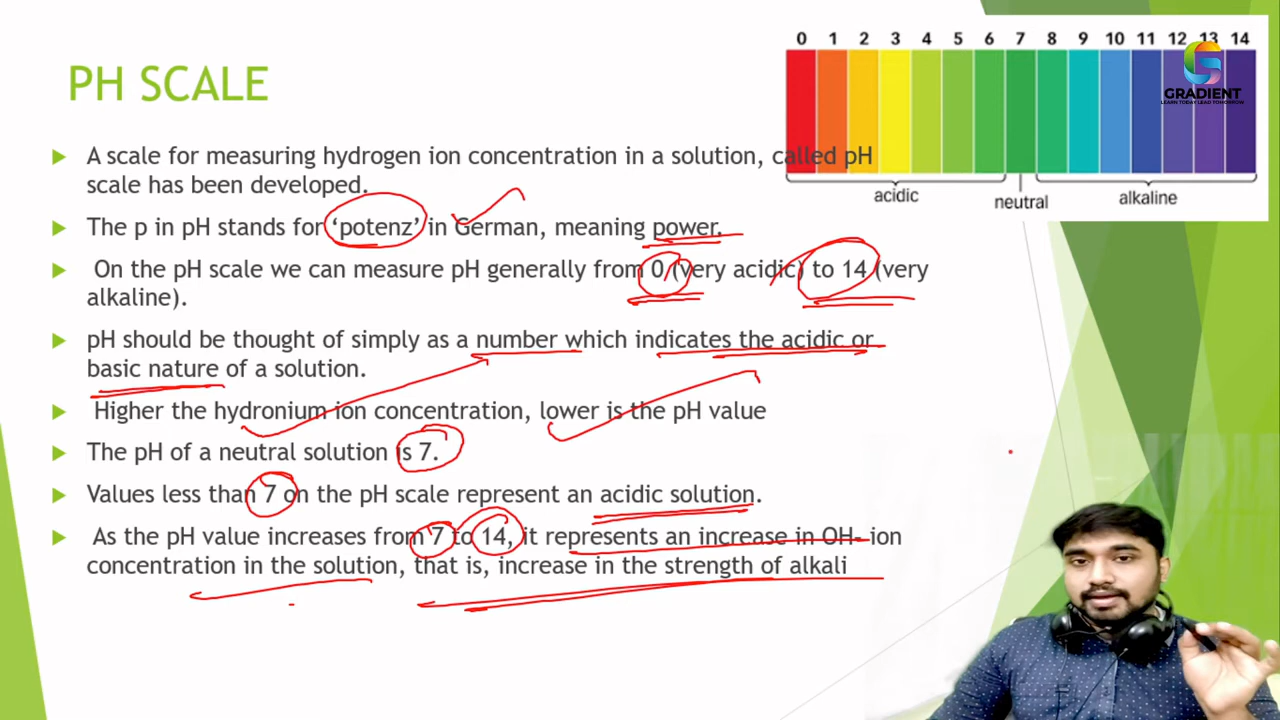 0 1 2 3 4 5 6 7 8 9 10 11 12 13 14
GRADIENT
LEARN TODAY LEAD TOMORROW
acidic neutral alkaline
PH SCALE
A scale for measuring hydrogen ion concentration in a solution, called pH
scale has been developed.
The p in pH stands for ‘potenz’ in German, meaning power.
On the pH scale we can measure pH generally from 0 (very acidic) to 14 (very
alkaline).
pH should be thought of simply as a number which indicates the acidic or
basic nature of a solution.
Higher the hydronium ion concentration, lower is the pH value
The pH of a neutral solution is 7.
Values less than 7 on the pH scale represent an acidic solution.
As the pH value increases from 7 to 14, it represents an increase in OH- ion
concentration in the solution, that is, increase in the strength of alkali